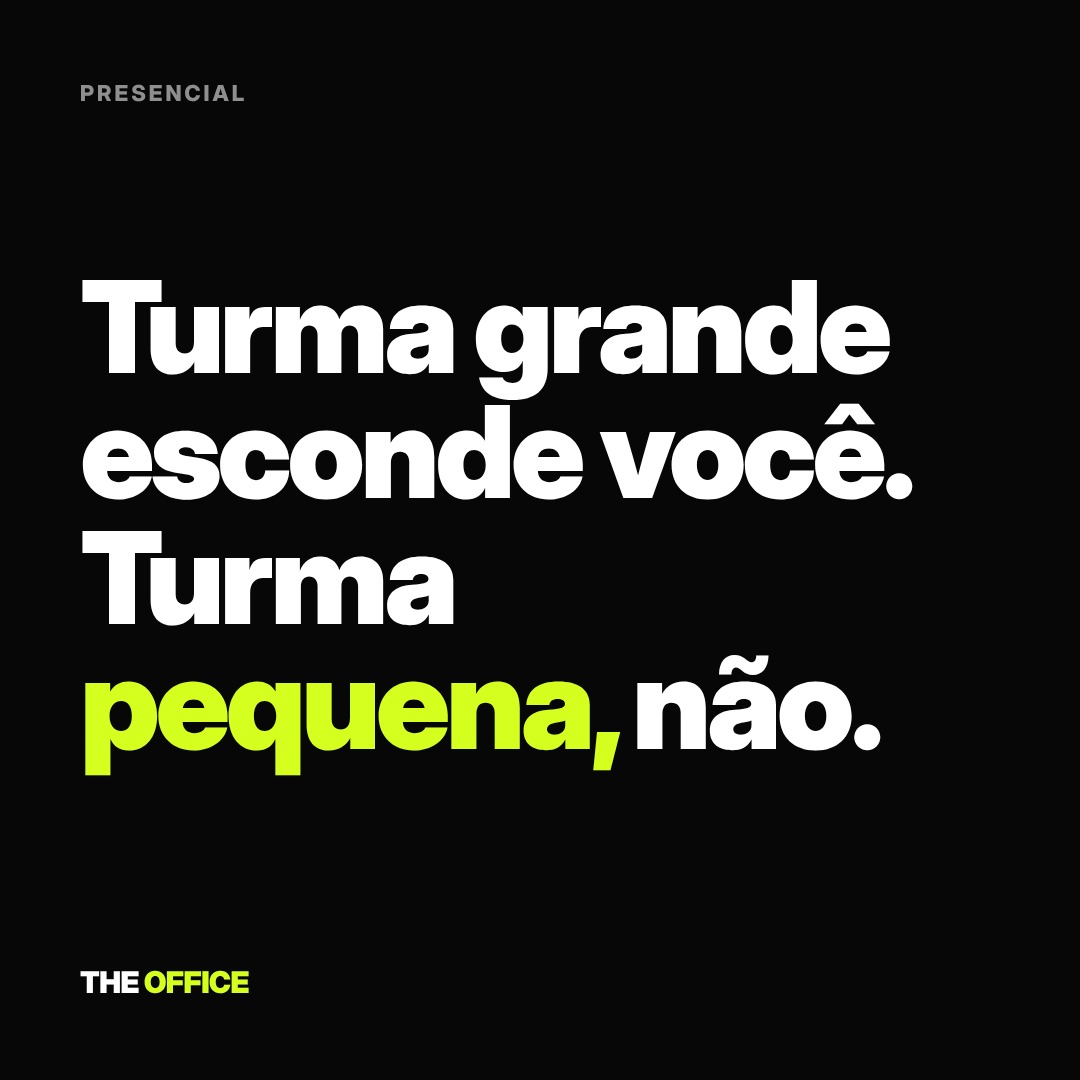 PRESENCIAL
Turma grande
esconde você.
Turma
pequena, não.
THE OFFICE